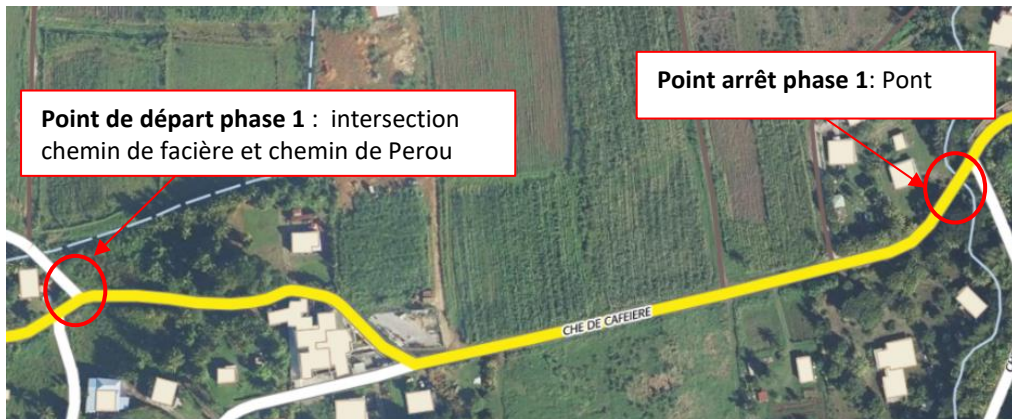 Point arrêt phase 1: Pont
Point de départ phase 1 : intersection
chemin de facière et chemin de Perou
CHE DE CAFEIERE